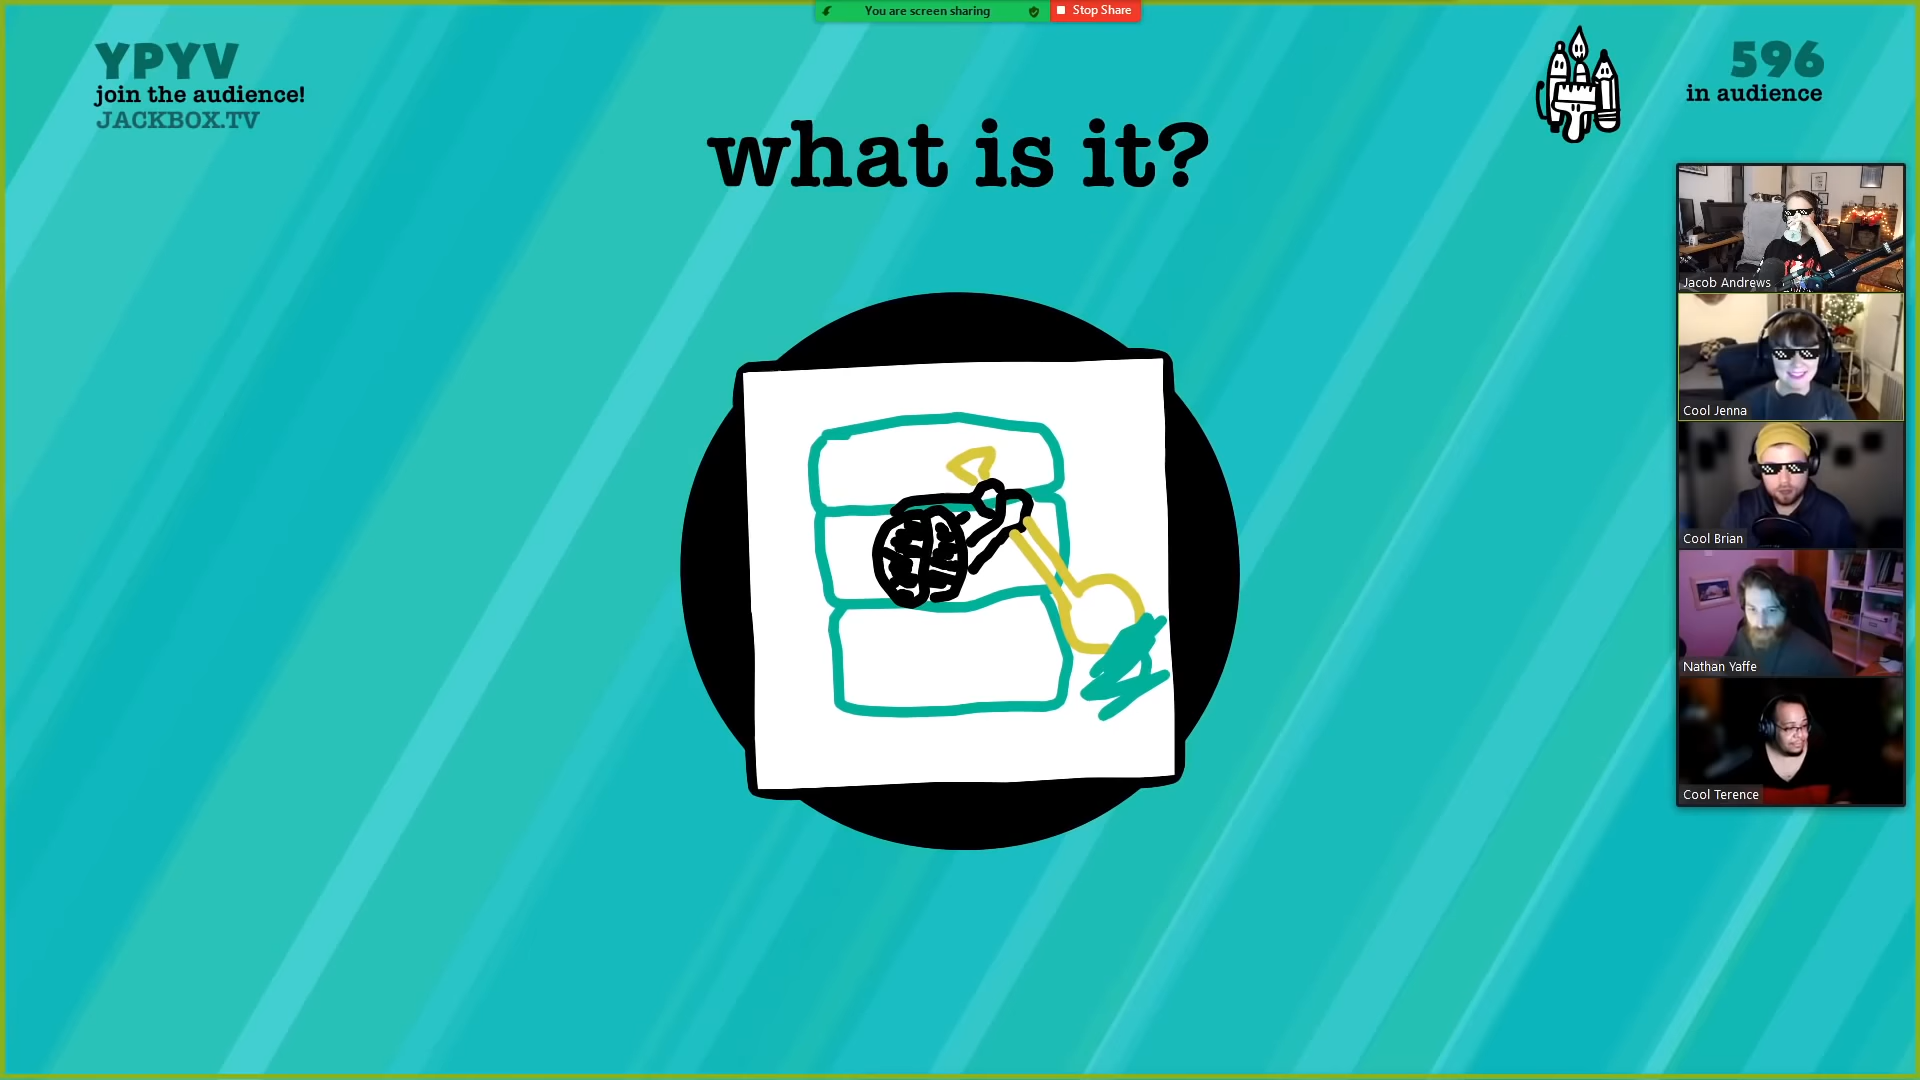 You are screen sharing
Stop Share
YPYV
join the audience!
JACKBOX.TV
596
in audience
what is it?
Jacob Andrews
Cool Jenna
Cool Brian
Nathan Yaffe
Cool Terence